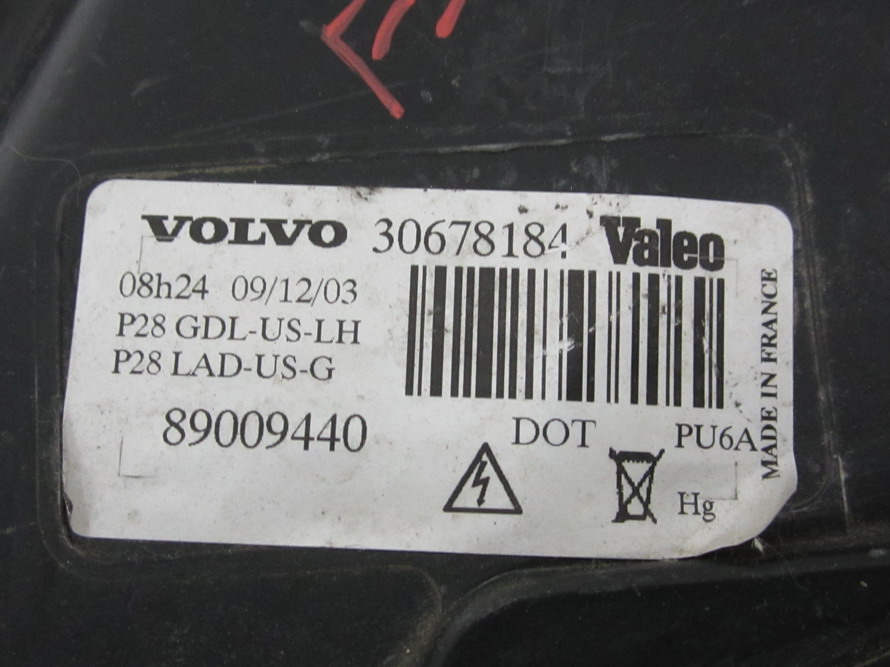 VOLVO 30678184 Valeo
08h24 09/12/03
P28 GDL-US-LH
P28 LAD-US-G
89009440
DOT PU6A
Hg
MADE IN FRANCE